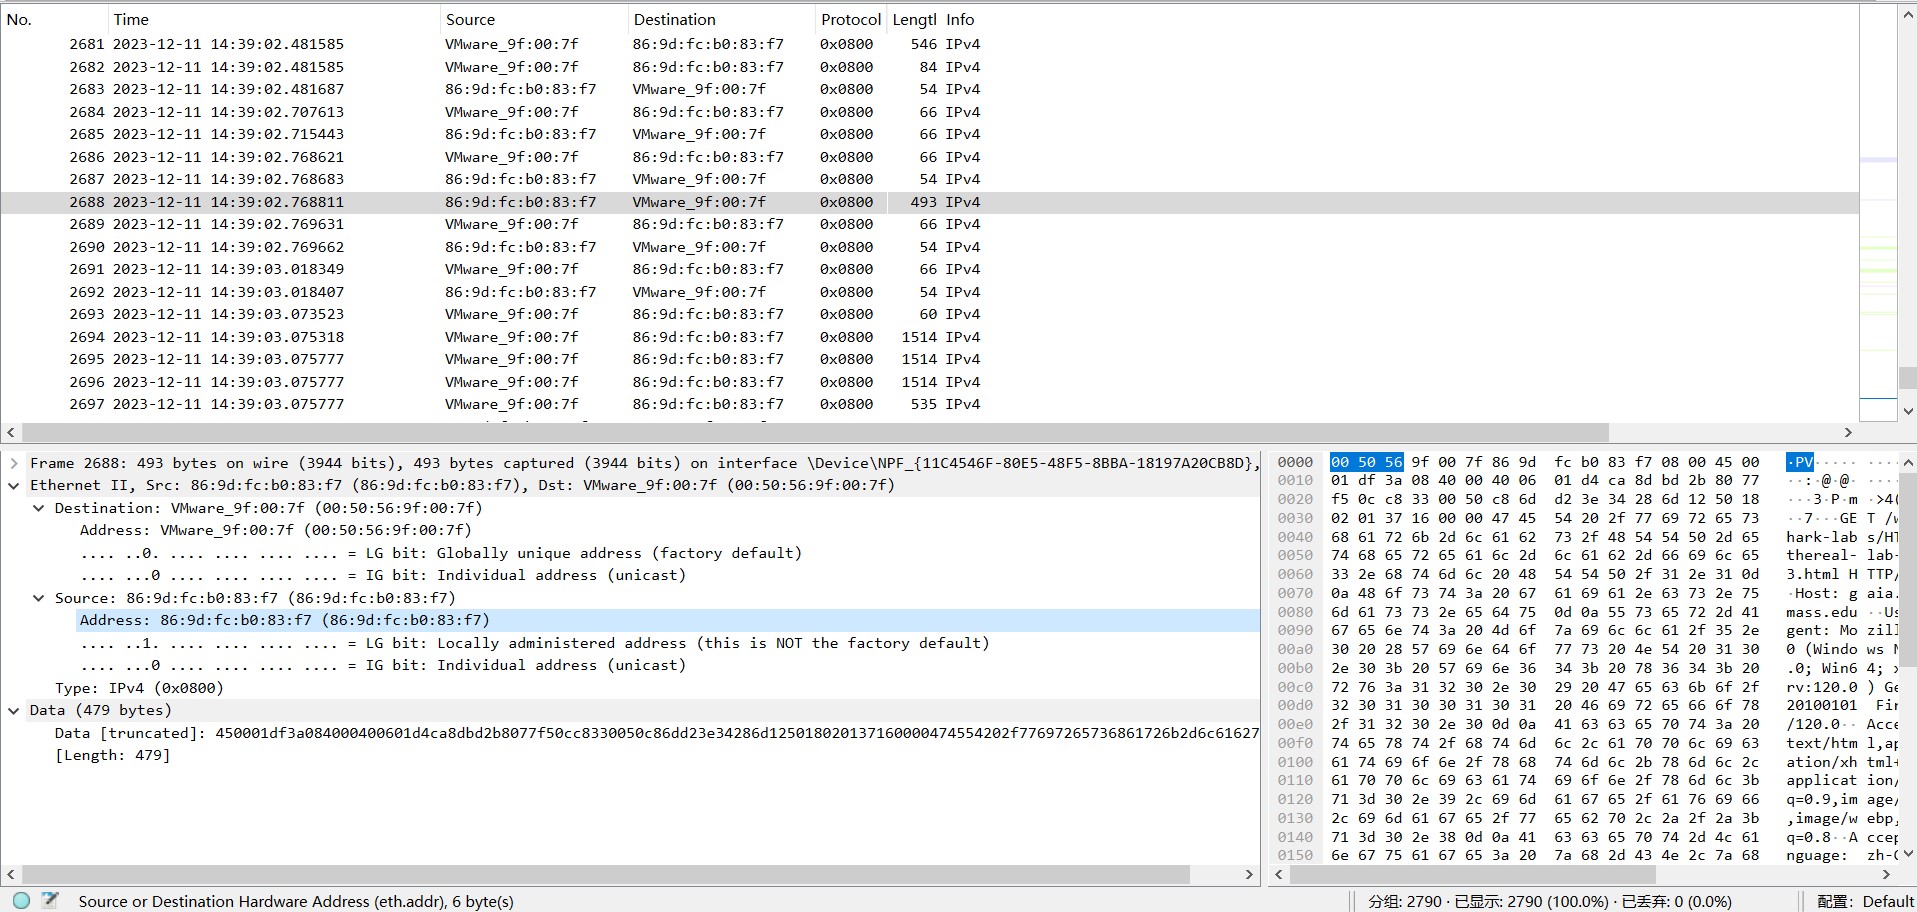 No. Time Source Destination Protocol Lengtl Info
2681 2023-12-11 14:39:02.481585 VMware_9f:00:7f 86:9d:fc:b0:83:f7 0x0800 546 IPv4
2682 2023-12-11 14:39:02.481585 VMware_9f:00:7f 86:9d:fc:b0:83:f7 0x0800 84 IPv4
2683 2023-12-11 14:39:02.481687 86:9d:fc:b0:83:f7 VMware_9f:00:7f 0x0800 54 IPv4
2684 2023-12-11 14:39:02.707613 VMware_9f:00:7f 86:9d:fc:b0:83:f7 0x0800 66 IPv4
2685 2023-12-11 14:39:02.715443 86:9d:fc:b0:83:f7 VMware_9f:00:7f 0x0800 66 IPv4
2686 2023-12-11 14:39:02.768621 VMware_9f:00:7f 86:9d:fc:b0:83:f7 0x0800 66 IPv4
2687 2023-12-11 14:39:02.768683 86:9d:fc:b0:83:f7 VMware_9f:00:7f 0x0800 54 IPv4
2688 2023-12-11 14:39:02.768811 86:9d:fc:b0:83:f7 VMware_9f:00:7f 0x0800 493 IPv4
2689 2023-12-11 14:39:02.769631 VMware_9f:00:7f 86:9d:fc:b0:83:f7 0x0800 66 IPv4
2690 2023-12-11 14:39:02.769662 86:9d:fc:b0:83:f7 VMware_9f:00:7f 0x0800 54 IPv4
2691 2023-12-11 14:39:03.018349 VMware_9f:00:7f 86:9d:fc:b0:83:f7 0x0800 66 IPv4
2692 2023-12-11 14:39:03.018407 86:9d:fc:b0:83:f7 VMware_9f:00:7f 0x0800 54 IPv4
2693 2023-12-11 14:39:03.073523 VMware_9f:00:7f 86:9d:fc:b0:83:f7 0x0800 60 IPv4
2694 2023-12-11 14:39:03.075318 VMware_9f:00:7f 86:9d:fc:b0:83:f7 0x0800 1514 IPv4
2695 2023-12-11 14:39:03.075777 VMware_9f:00:7f 86:9d:fc:b0:83:f7 0x0800 1514 IPv4
2696 2023-12-11 14:39:03.075777 VMware_9f:00:7f 86:9d:fc:b0:83:f7 0x0800 1514 IPv4
2697 2023-12-11 14:39:03.075777 VMware_9f:00:7f 86:9d:fc:b0:83:f7 0x0800 535 IPv4
Frame 2688: 493 bytes on wire (3944 bits), 493 bytes captured (3944 bits) on interface \Device\NPF_{11C4546F-80E5-48F5-8BBA-18197A20CB8D},
Ethernet II, Src: 86:9d:fc:b0:83:f7 (86:9d:fc:b0:83:f7), Dst: VMware_9f:00:7f (00:50:56:9f:00:7f)
Destination: VMware_9f:00:7f (00:50:56:9f:00:7f)
Address: VMware_9f:00:7f (00:50:56:9f:00:7f)
.... ..0. .... .... .... .... = LG bit: Globally unique address (factory default)
.... ...0 .... .... .... .... = IG bit: Individual address (unicast)
Source: 86:9d:fc:b0:83:f7 (86:9d:fc:b0:83:f7)
Address: 86:9d:fc:b0:83:f7 (86:9d:fc:b0:83:f7)
.... ..1. .... .... .... .... = LG bit: Locally administered address (this is NOT the factory default)
.... ...0 .... .... .... .... = IG bit: Individual address (unicast)
Type: IPv4 (0x0800)
Data (479 bytes)
Data [truncated]: 450001df3a084000400601d4ca8dbd2b8077f50cc8330050c86dd23e34286d125018020137160000474554202f77697265736861726b2d6c61627
[Length: 479]
0000 00 50 56 9f 00 7f 86 9d fc b0 83 f7 08 00 45 00 ·PV····· ····
0010 01 df 3a 08 40 00 40 06 01 d4 ca 8d bd 2b 80 77 ··:·@·@· ····
0020 f5 0c c8 33 00 50 c8 6d d2 3e 34 28 6d 12 50 18 ···3·P·m ·>4(
0030 02 01 37 16 00 00 47 45 54 20 2f 77 69 72 65 73 ··7···GE T /w
0040 68 61 72 6b 2d 6c 61 62 73 2f 48 54 54 50 2d 65 hark-lab s/HT
0050 74 68 65 72 65 61 6c 2d 6c 61 62 2d 66 69 6c 65 thereal- lab-
0060 33 2e 68 74 6d 6c 20 48 54 54 50 2f 31 2e 31 0d 3.html H TTP/
0070 0a 48 6f 73 74 3a 20 67 61 69 61 2e 63 73 2e 75 ·Host: g aia.
0080 6d 61 73 73 2e 65 64 75 0d 0a 55 73 65 72 2d 41 mass.edu ··Us
0090 67 65 6e 74 3a 20 4d 6f 7a 69 6c 6c 61 2f 35 2e gent: Mo zill
00a0 30 20 28 57 69 6e 64 6f 77 73 20 4e 54 20 31 30 0 (Windo ws N
00b0 2e 30 3b 20 57 69 6e 36 34 3b 20 78 36 34 3b 20 .0; Win6 4; x
00c0 72 76 3a 31 32 30 2e 30 29 20 47 65 63 6b 6f 2f rv:120.0 ) Ge
00d0 32 30 31 30 30 31 30 31 20 46 69 72 65 66 6f 78 20100101 Fir
00e0 2f 31 32 30 2e 30 0d 0a 41 63 63 65 70 74 3a 20 /120.0·· Acce
00f0 74 65 78 74 2f 68 74 6d 6c 2c 61 70 70 6c 69 63 text/htm l,ap
0100 61 74 69 6f 6e 2f 78 68 74 6d 6c 2b 78 6d 6c 2c ation/xh tml+
0110 61 70 70 6c 69 63 61 74 69 6f 6e 2f 78 6d 6c 3b applicat ion/
0120 71 3d 30 2e 39 2c 69 6d 61 67 65 2f 61 76 69 66 q=0.9,im age/
0130 2c 69 6d 61 67 65 2f 77 65 62 70 2c 2a 2f 2a 3b ,image/w ebp,
0140 71 3d 30 2e 38 0d 0a 41 63 63 65 70 74 2d 4c 61 q=0.8··A ccep
0150 6e 67 75 61 67 65 3a 20 7a 68 2d 43 4e 2c 7a 68 nguage: zh-C
Source or Destination Hardware Address (eth.addr), 6 byte(s) 分组: 2790 · 已显示: 2790 (100.0%) · 已丢弃: 0 (0.0%) 配置: Default